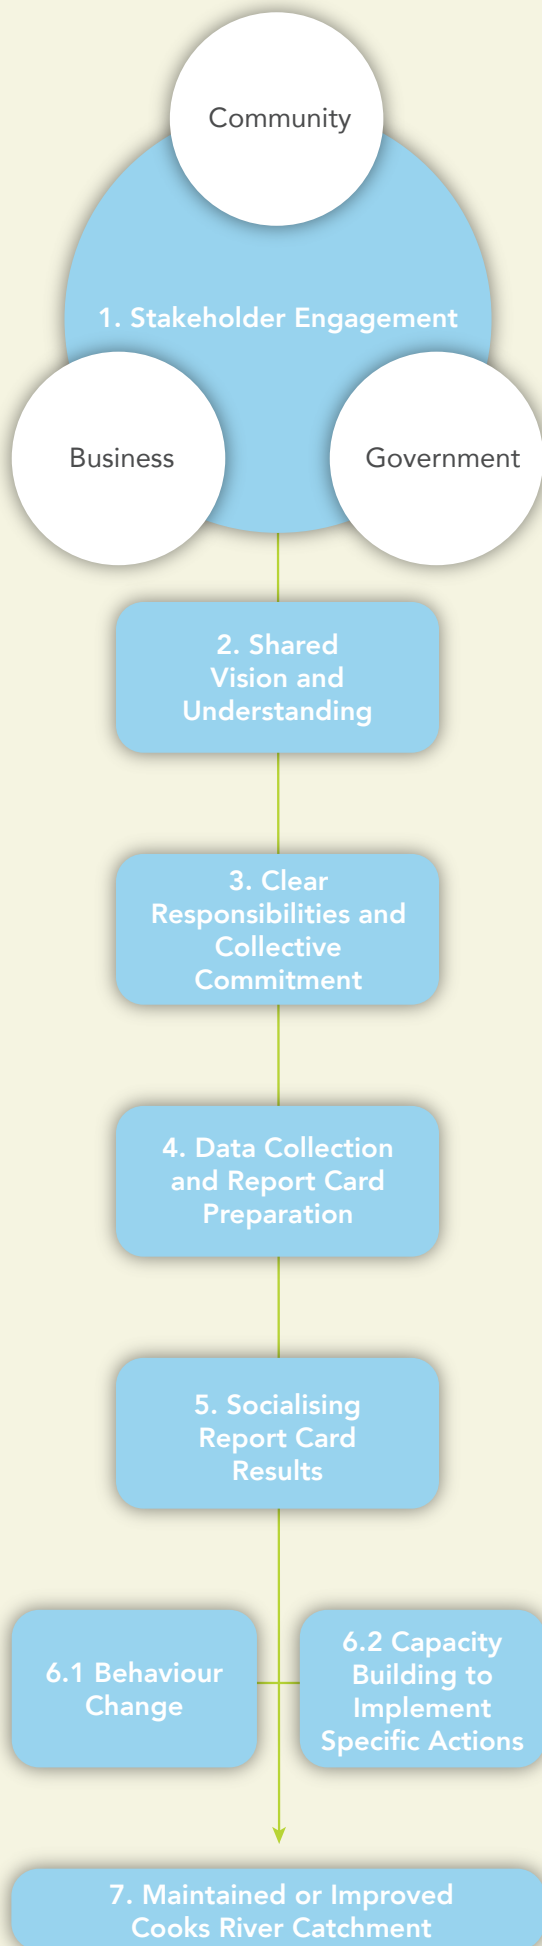 Community
1. Stakeholder Engagement
Business
Government
2. Shared
Vision and
Understanding
3. Clear
Responsibilities and
Collective
Commitment
4. Data Collection
and Report Card
Preparation
5. Socialising
Report Card
Results
6.1 Behaviour
Change
6.2 Capacity
Building to
Implement
Specific Actions
7. Maintained or Improved
Cooks River Catchment